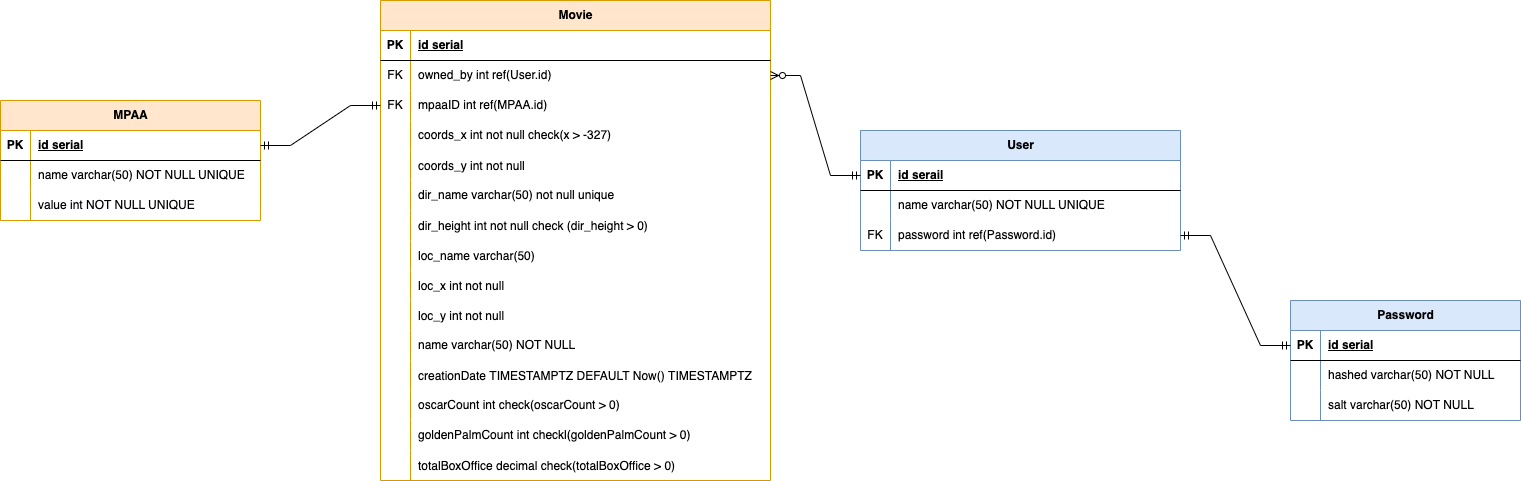 Movie
PK id serial
FK owned_by int ref(User.id)
FK mpaaID int ref(MPAA.id)
coords_x int not null check(x > -327)
coords_y int not null
dir_name varchar(50) not null unique
dir_height int not null check (dir_height > 0)
loc_name varchar(50)
loc_x int not null
loc_y int not null
name varchar(50) NOT NULL
creationDate TIMESTAMPTZ DEFAULT Now() TIMESTAMPTZ
oscarCount int check(oscarCount > 0)
goldenPalmCount int checkl(goldenPalmCount > 0)
totalBoxOffice decimal check(totalBoxOffice > 0)
MPAA
PK id serial
name varchar(50) NOT NULL UNIQUE
value int NOT NULL UNIQUE
User
PK id serail
name varchar(50) NOT NULL UNIQUE
FK password int ref(Password.id)
Password
PK id serial
hashed varchar(50) NOT NULL
salt varchar(50) NOT NULL